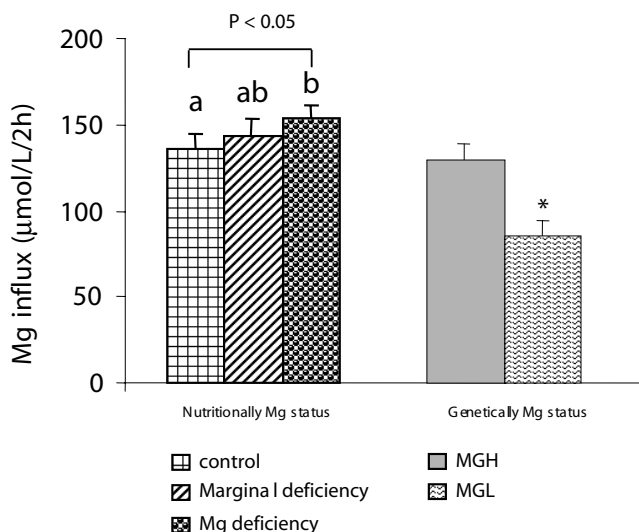 P < 0.05
200
150
100
50
0
Mg influx (µmol/L/2h)
a
ab
b
*
Nutritionally Mg status
Genetically Mg status
control
Margina l deficiency
Mg deficiency
MGH
MGL